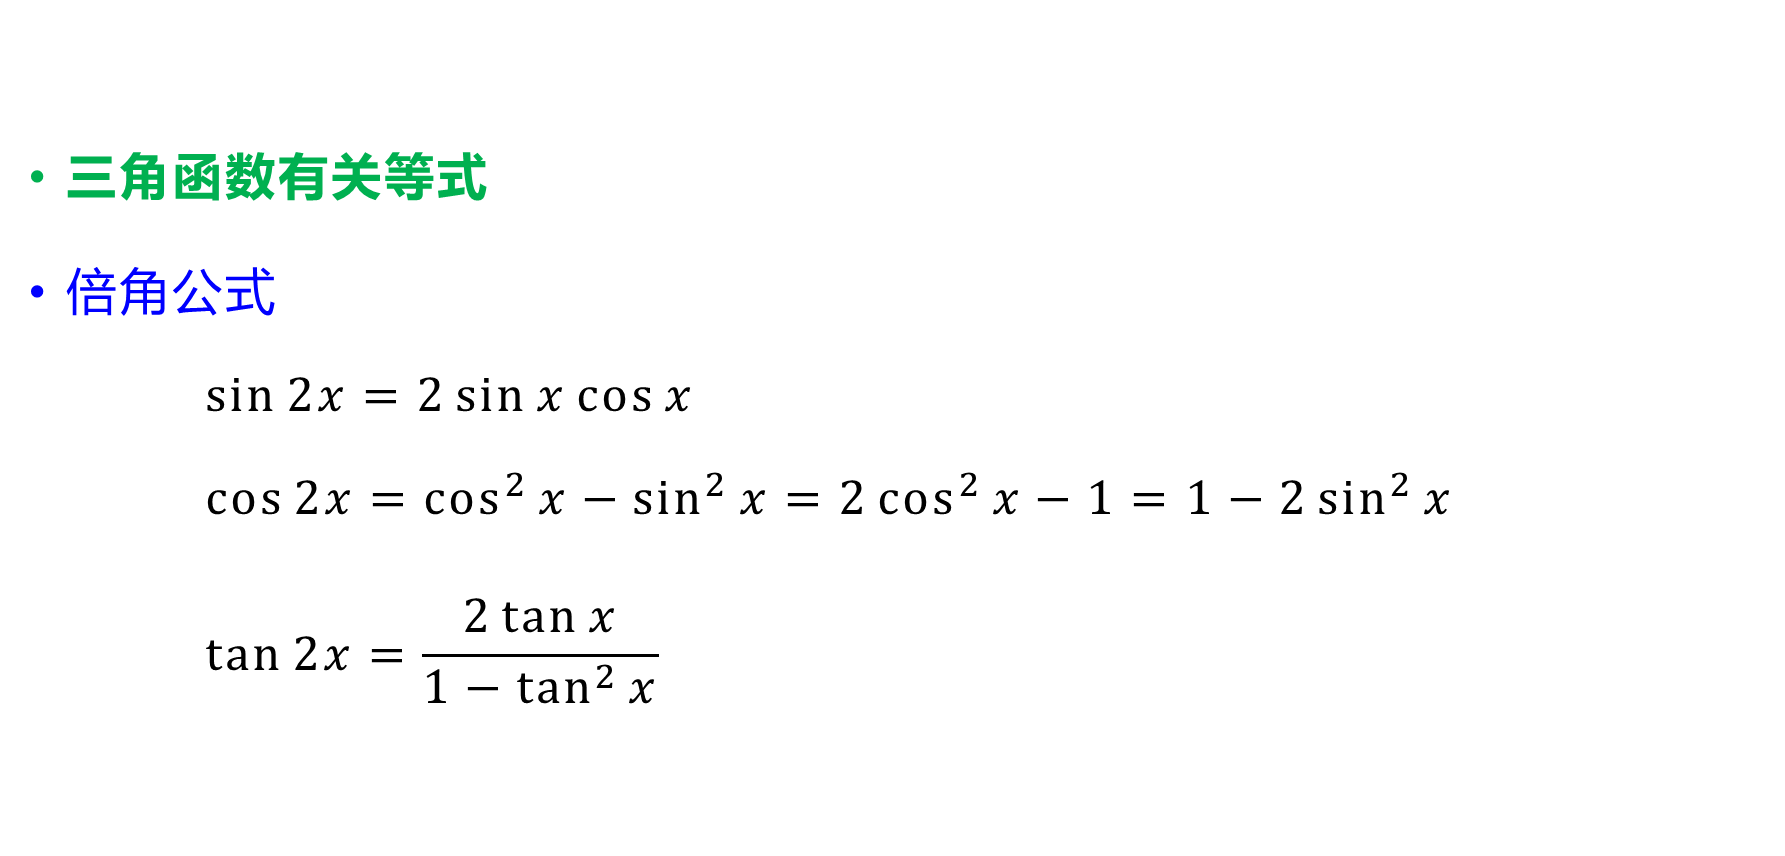 • 三角函数有关等式
• 倍角公式
sin 2x = 2 sin x cos x
cos 2x = cos² x − sin² x = 2 cos² x − 1 = 1 − 2 sin² x
tan 2x = \frac{2 tan x}{1 − tan² x}